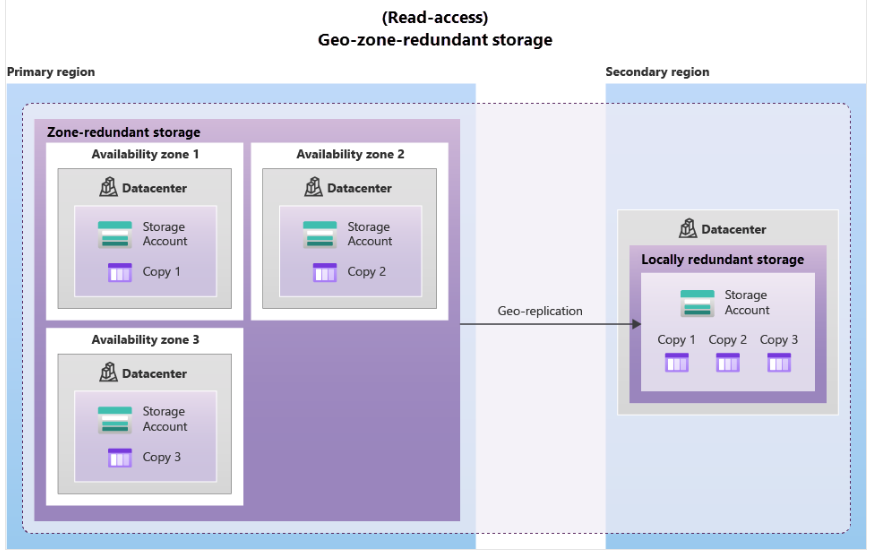 (Read-access)
Geo-zone-redundant storage
Primary region
Secondary region
Zone-redundant storage
Availability zone 1
Datacenter
Storage
Account
Copy 1
Availability zone 2
Datacenter
Storage
Account
Copy 2
Availability zone 3
Datacenter
Storage
Account
Copy 3
Geo-replication
Datacenter
Locally redundant storage
Storage
Account
Copy 1 Copy 2 Copy 3